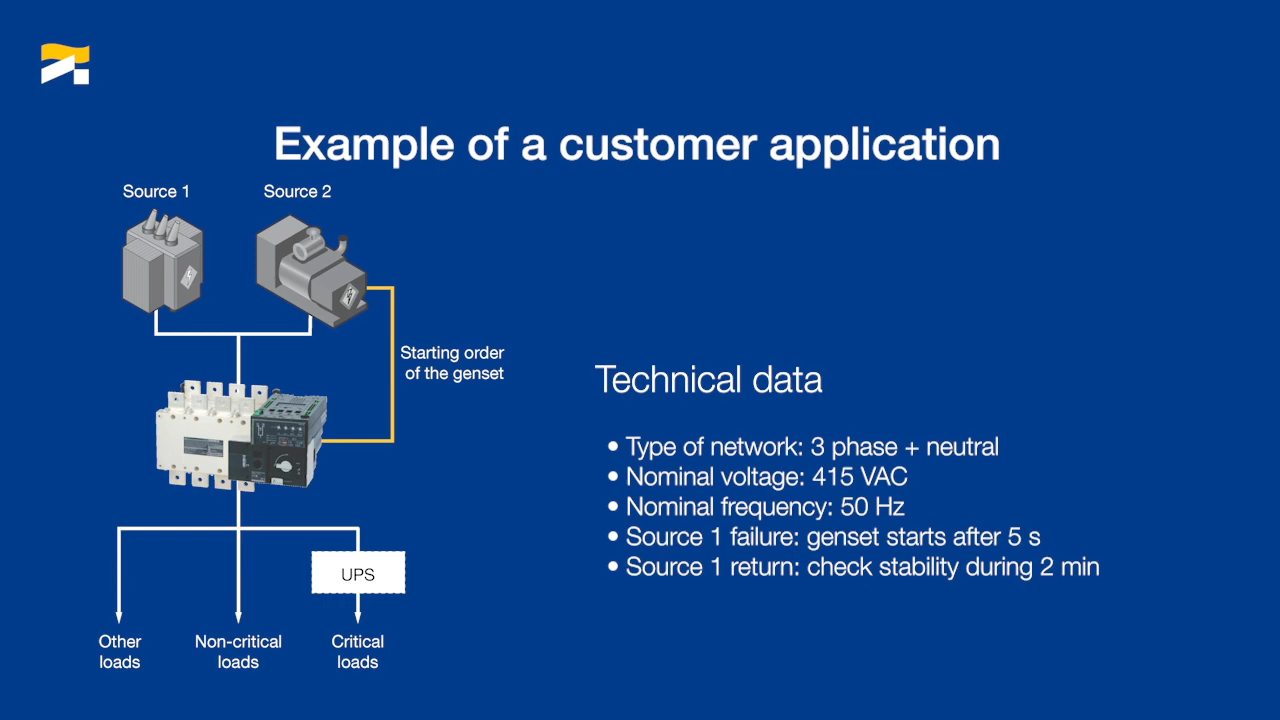 Example of a customer application
Source 1
Source 2
Starting order
of the genset
UPS
Other
loads
Non-critical
loads
Critical
loads
Technical data
• Type of network: 3 phase + neutral
• Nominal voltage: 415 VAC
• Nominal frequency: 50 Hz
• Source 1 failure: genset starts after 5 s
• Source 1 return: check stability during 2 min